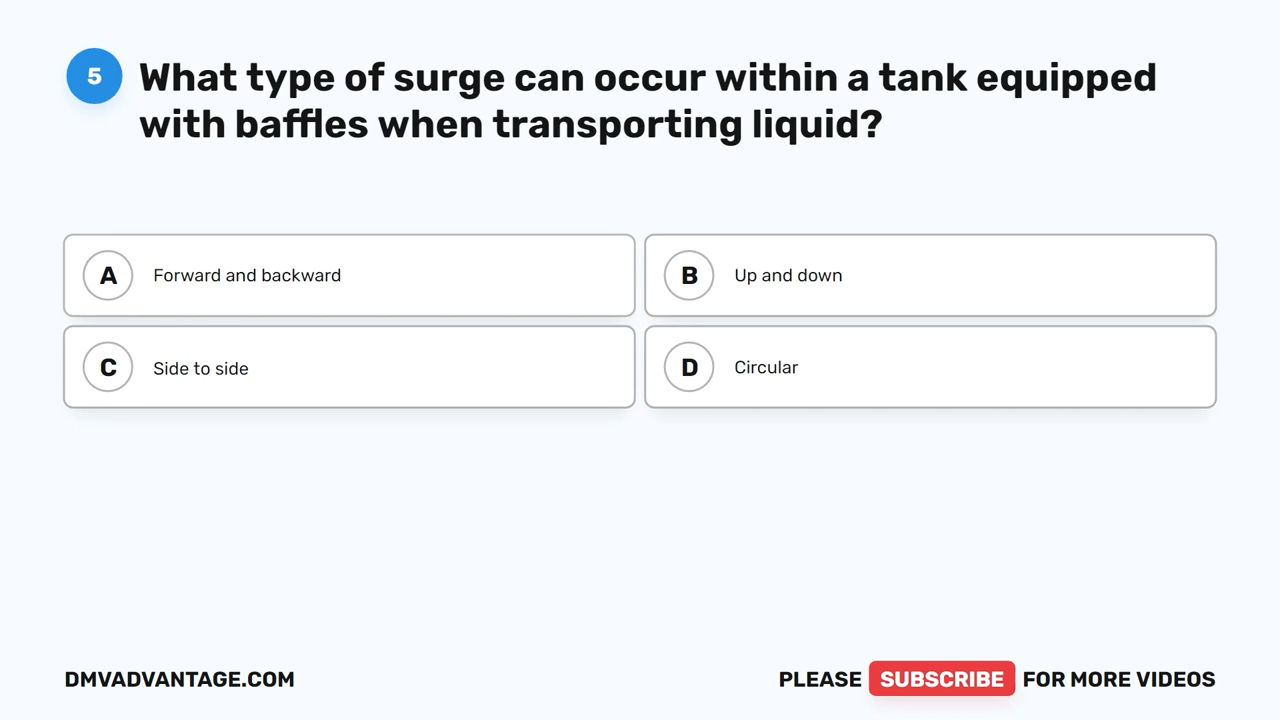 5
What type of surge can occur within a tank equipped
with baffles when transporting liquid?
A Forward and backward
B Up and down
C Side to side
D Circular
DMVADVANTAGE.COM
PLEASE SUBSCRIBE FOR MORE VIDEOS